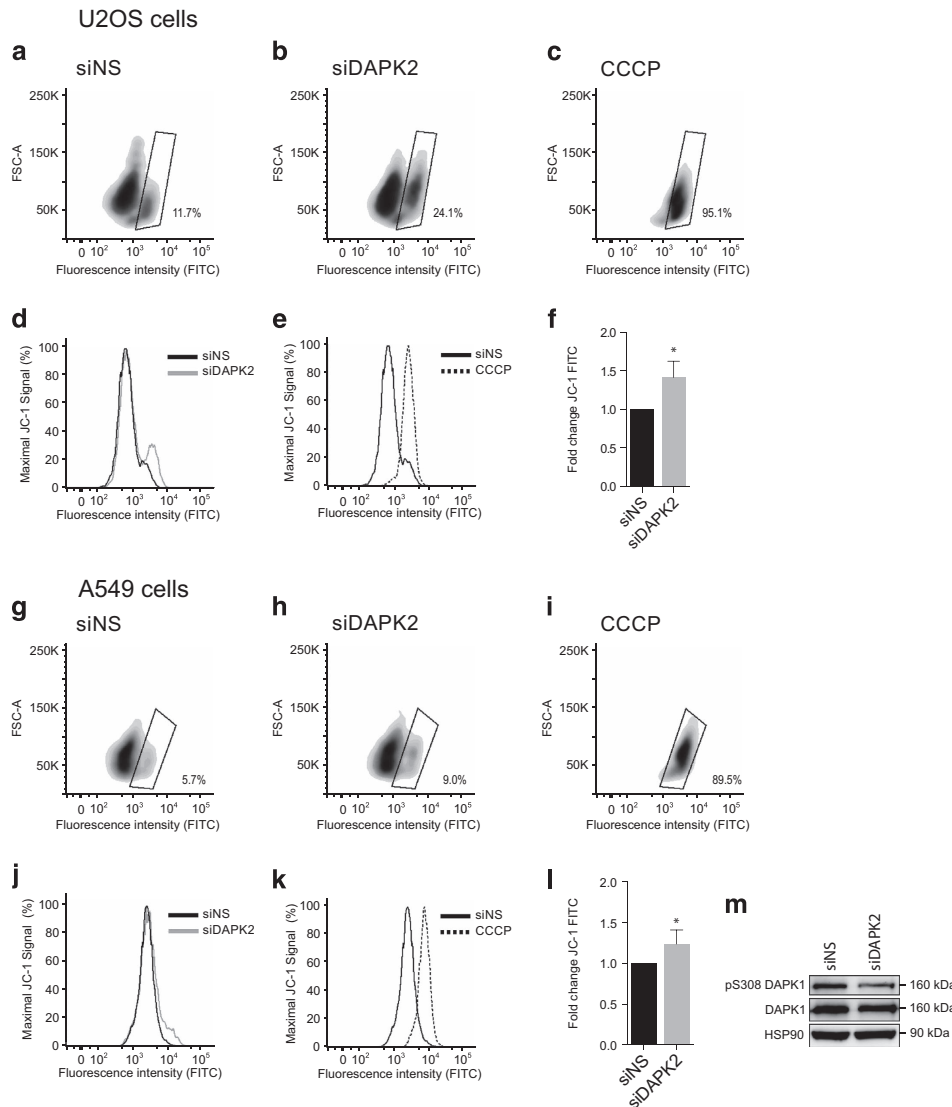 U2OS cells
a
siNS
250K
150K
50K
FSC-A
11.7%
0 10² 10³ 10⁴ 10⁵
Fluorescence intensity (FITC)
b
siDAPK2
250K
150K
50K
FSC-A
24.1%
0 10² 10³ 10⁴ 10⁵
Fluorescence intensity (FITC)
c
CCCP
250K
150K
50K
FSC-A
95.1%
0 10² 10³ 10⁴ 10⁵
Fluorescence intensity (FITC)
d
Maximal JC-1 Signal (%)
100
80
60
40
20
0
siNS
siDAPK2
0 10² 10³ 10⁴ 10⁵
Fluorescence intensity (FITC)
e
Maximal JC-1 Signal (%)
100
80
60
40
20
0
siNS
CCCP
0 10² 10³ 10⁴ 10⁵
Fluorescence intensity (FITC)
f
Fold change JC-1 FITC
2.0
1.5
1.0
0.5
0.0
*
siNS
siDAPK2
A549 cells
g
siNS
250K
150K
50K
FSC-A
5.7%
0 10² 10³ 10⁴ 10⁵
Fluorescence intensity (FITC)
h
siDAPK2
250K
150K
50K
FSC-A
9.0%
0 10² 10³ 10⁴ 10⁵
Fluorescence intensity (FITC)
i
CCCP
250K
150K
50K
FSC-A
89.5%
0 10² 10³ 10⁴ 10⁵
Fluorescence intensity (FITC)
j
Maximal JC-1 Signal (%)
100
80
60
40
20
0
siNS
siDAPK2
0 10² 10³ 10⁴ 10⁵
Fluorescence intensity (FITC)
k
Maximal JC-1 Signal (%)
100
80
60
40
20
0
siNS
CCCP
0 10² 10³ 10⁴ 10⁵
Fluorescence intensity (FITC)
l
Fold change JC-1 FITC
2.0
1.5
1.0
0.5
0.0
*
siNS
siDAPK2
m
siNS
siDAPK2
pS308 DAPK1
160 kDa
DAPK1
160 kDa
HSP90
90 kDa